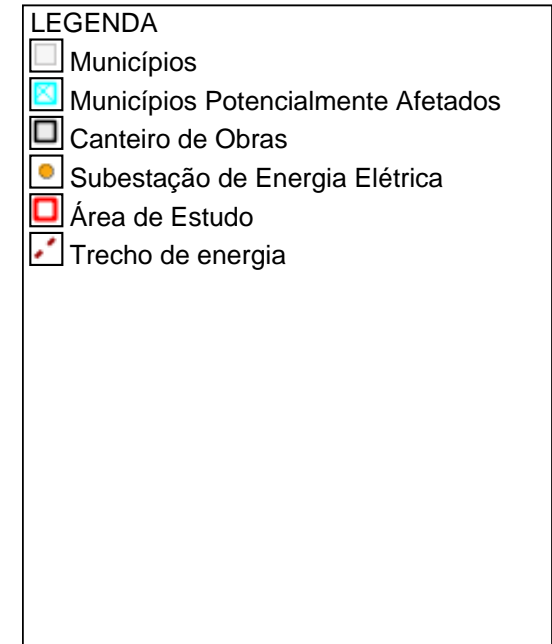 LEGENDA
Municípios
Municípios Potencialmente Afetados
Canteiro de Obras
Subestação de Energia Elétrica
Área de Estudo
Trecho de energia